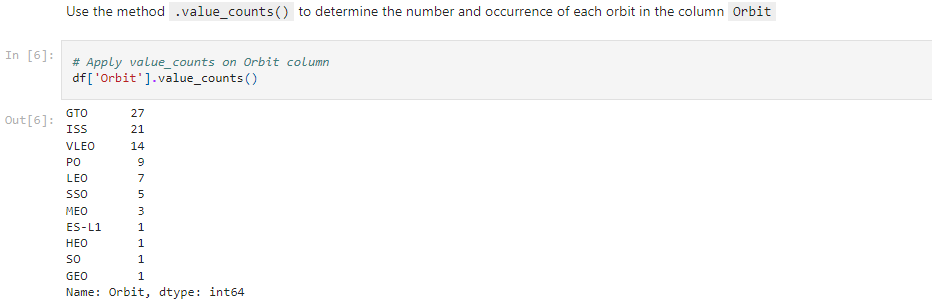 Use the method .value_counts() to determine the number and occurrence of each orbit in the column Orbit
In [6]:
# Apply value_counts on Orbit column
df['Orbit'].value_counts()
Out[6]:
GTO 27
ISS 21
VLEO 14
PO 9
LEO 7
SSO 5
MEO 3
ES-L1 1
HEO 1
SO 1
GEO 1
Name: Orbit, dtype: int64